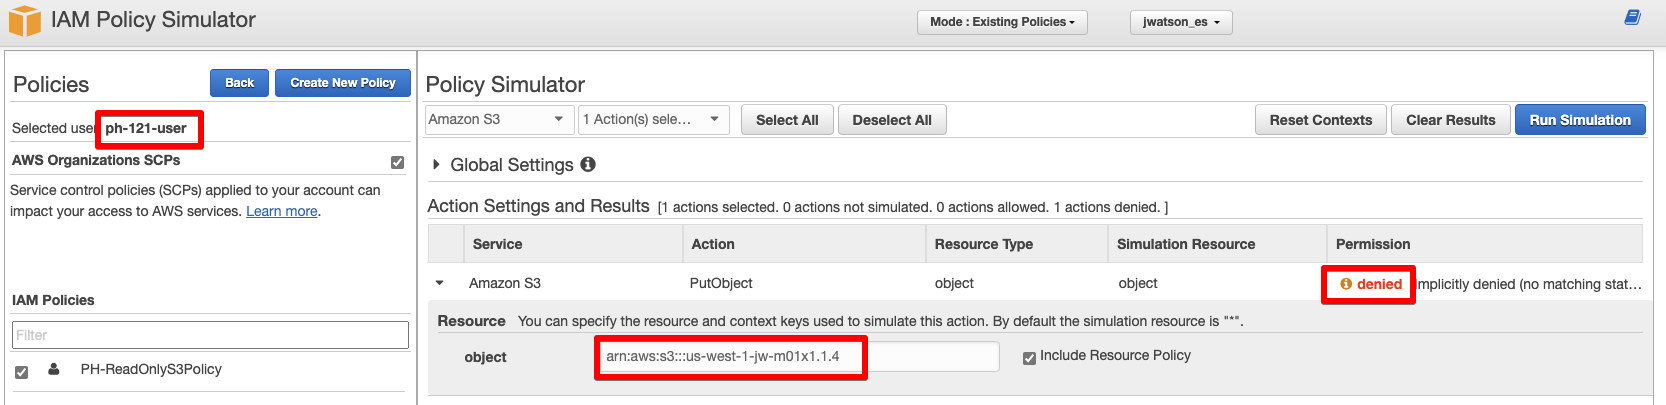 IAM Policy Simulator
Mode : Existing Policies
jwatson_es
Policies
Back
Create New Policy
Selected user
ph-121-user
AWS Organizations SCPs
Service control policies (SCPs) applied to your account can
impact your access to AWS services. Learn more.
IAM Policies
Filter
PH-ReadOnlyS3Policy
Policy Simulator
Amazon S3
1 Action(s) sele...
Select All
Deselect All
Reset Contexts
Clear Results
Run Simulation
Global Settings
Action Settings and Results [1 actions selected. 0 actions not simulated. 0 actions allowed. 1 actions denied. ]
Service Action Resource Type Simulation Resource Permission
Amazon S3 PutObject object object denied Implicitly denied (no matching stat...
Resource You can specify the resource and context keys used to simulate this action. By default the simulation resource is "*".
object arn:aws:s3:::us-west-1-jw-m01x1.1.4 Include Resource Policy